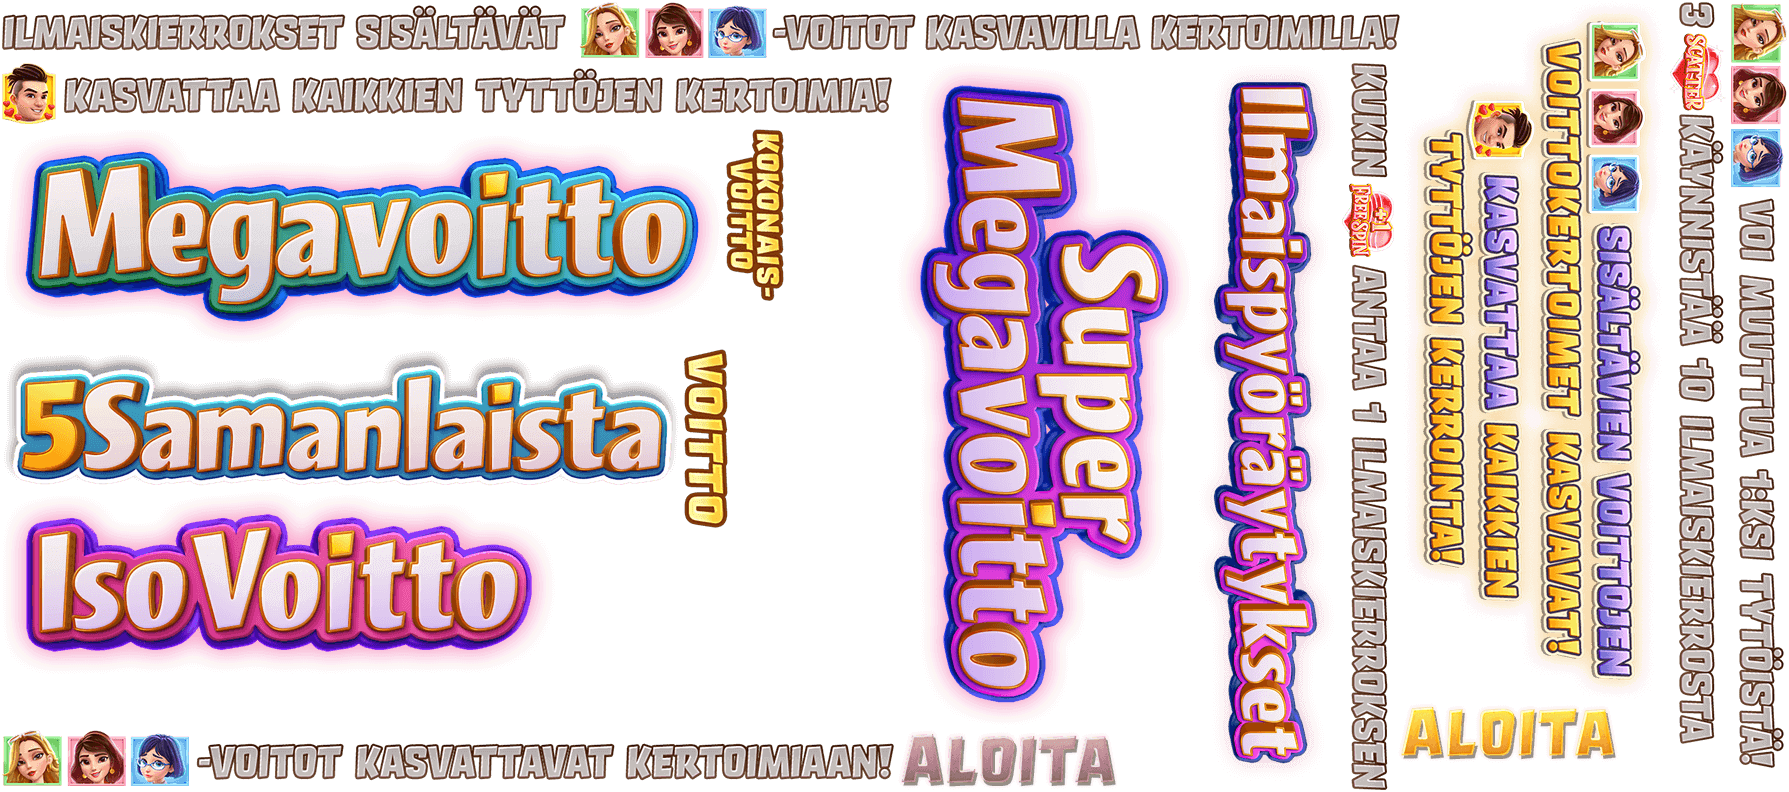 ILMAISKIERROKSET SISÄLTÄVÄT -VOITOT KASVAVILLA KERTOIMILLA!
KASVATTAA KAIKKIEN TYTTÖJEN KERTOIMIA!
Megavoitto
KOKONAIS-
VOITTO
5Samanlaista
VOITTO
IsoVoitto
-VOITOT KASVATTAVAT KERTOIMIAAN!
ALOITA
Super
Megavoitto
Ilmaispyöräytykset
KUKIN +1 FREE SPIN ANTAA 1 ILMAISKIERROKSEN
SISÄLTÄVIEN VOITTOJEN
VOITTOKERTOIMET KASVAVAT!
KASVATTAA KAIKKIEN
TYTTÖJEN KERROINTA!
ALOITA
VOI MUUTTUA 1:KSI TYTÖISTÄ!
3 SCATTER KÄYNNISTÄÄ 10 ILMAISKIERROSTA